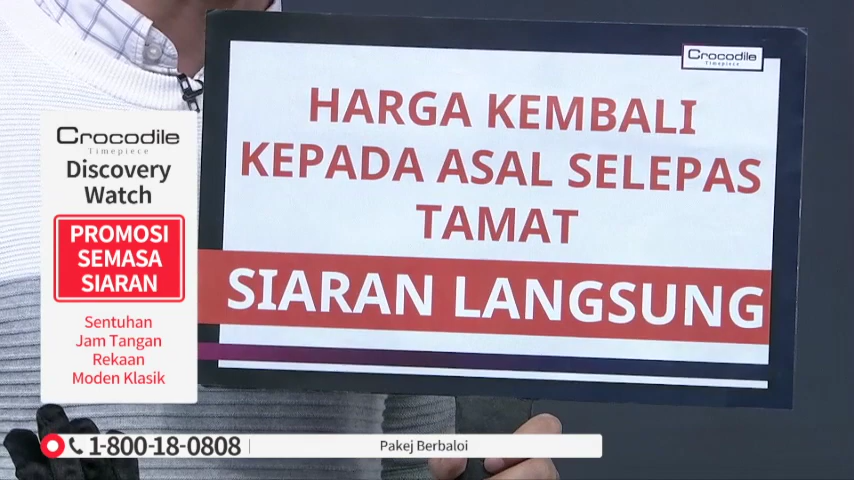 Crocodile
Timepiece
HARGA KEMBALI
KEPADA ASAL SELEPAS
TAMAT
SIARAN LANGSUNG
Crocodile
Timepiece
Discovery
Watch
PROMOSI
SEMASA
SIARAN
Sentuhan
Jam Tangan
Rekaan
Moden Klasik
1-800-18-0808
Pakej Berbaloi